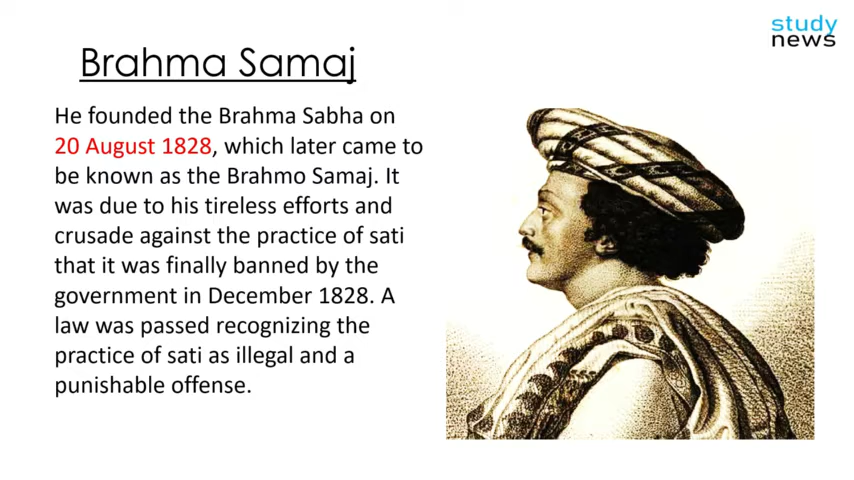 study
news
Brahma Samaj
He founded the Brahma Sabha on
20 August 1828, which later came to
be known as the Brahmo Samaj. It
was due to his tireless efforts and
crusade against the practice of sati
that it was finally banned by the
government in December 1828. A
law was passed recognizing the
practice of sati as illegal and a
punishable offense.